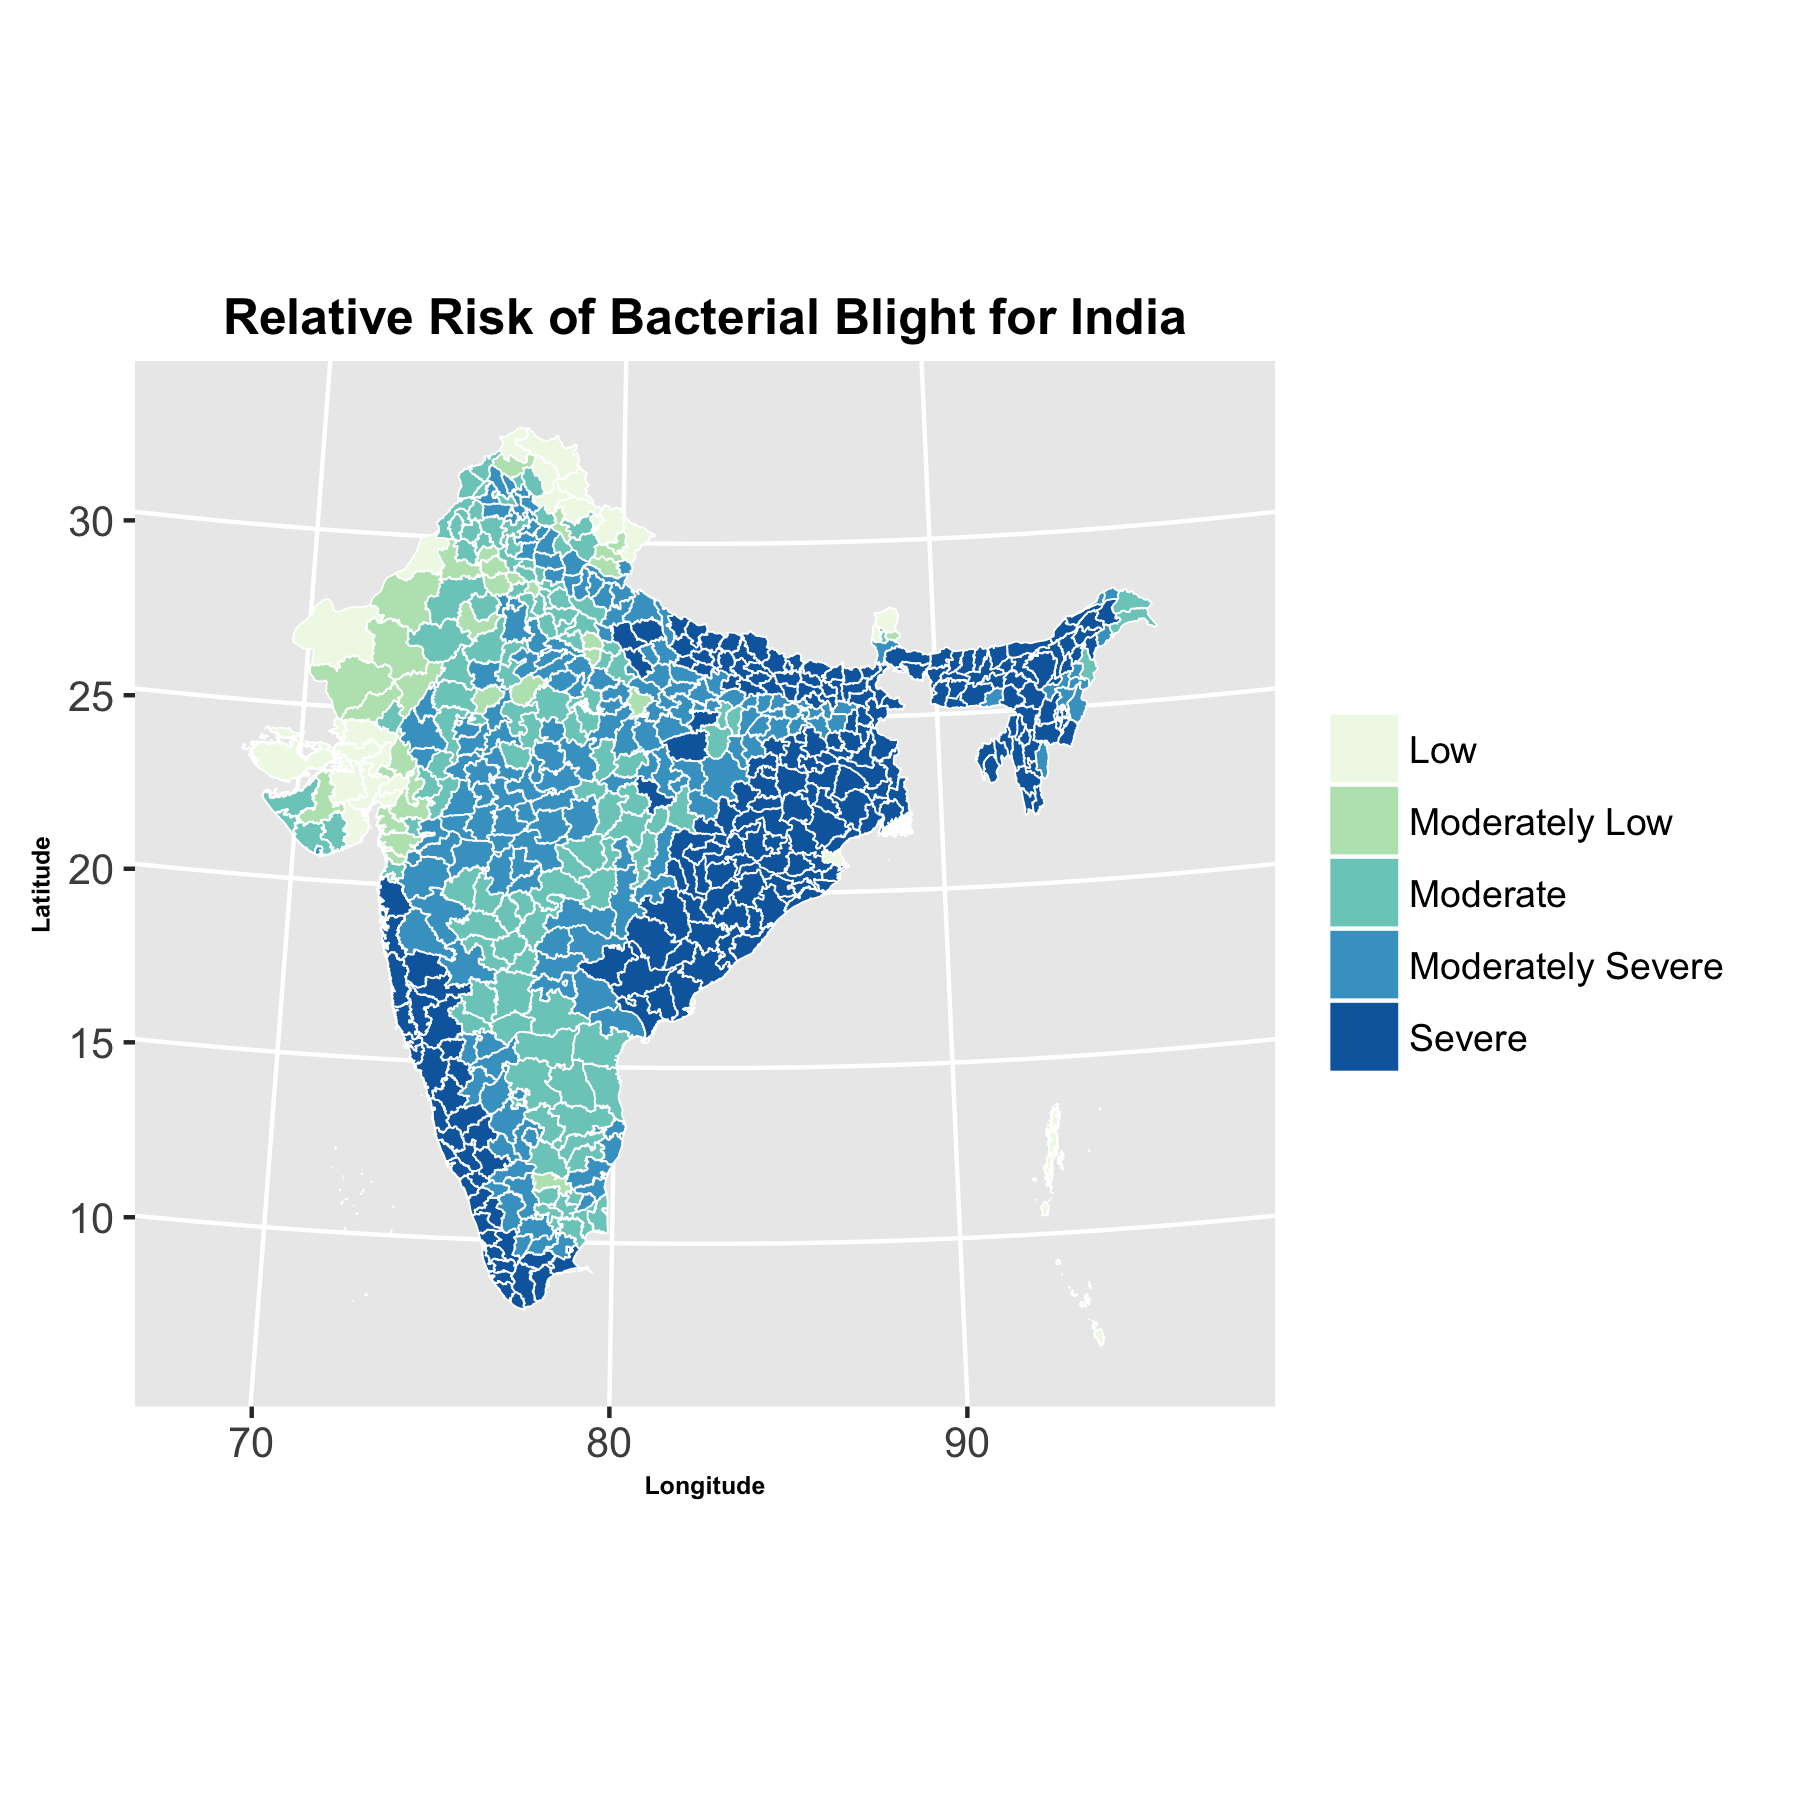 Relative Risk of Bacterial Blight for India
30
25
20
15
10
Latitude
70 80 90
Longitude
Low
Moderately Low
Moderate
Moderately Severe
Severe